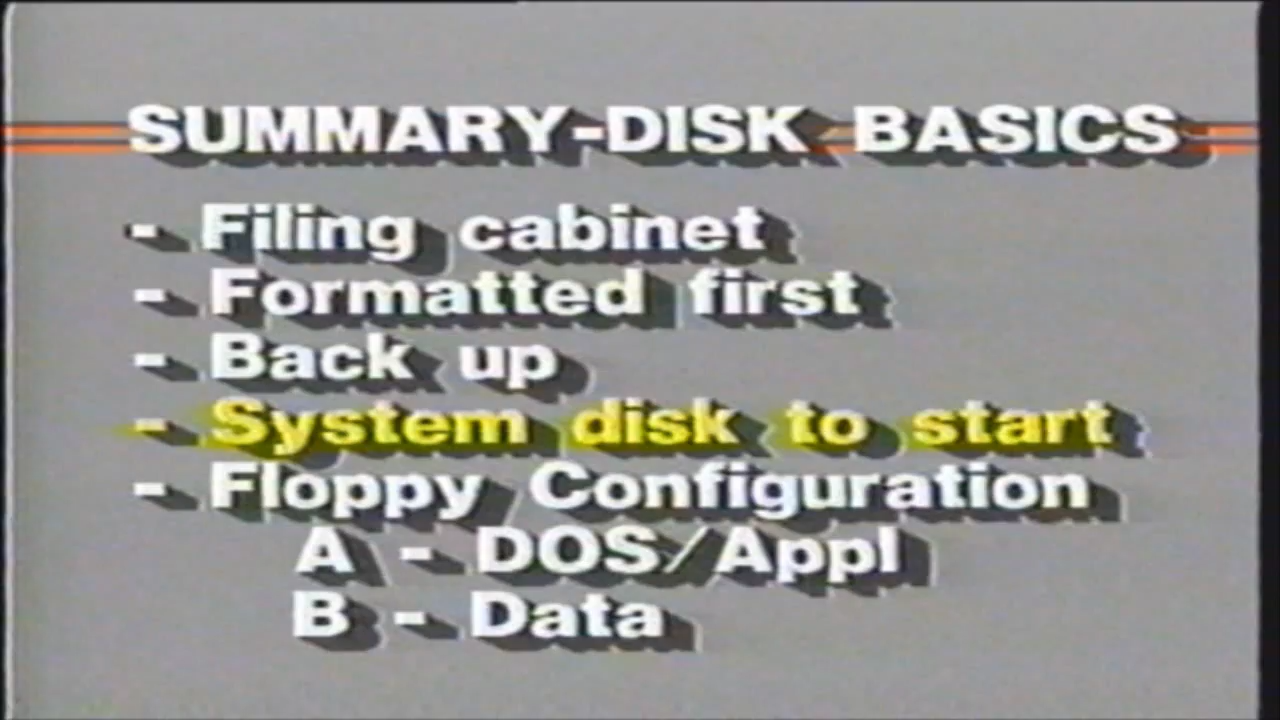 SUMMARY-DISK BASICS
- Filing cabinet
- Formatted first
- Back up
- System disk to start
- Floppy Configuration
A - DOS/Appl
B - Data